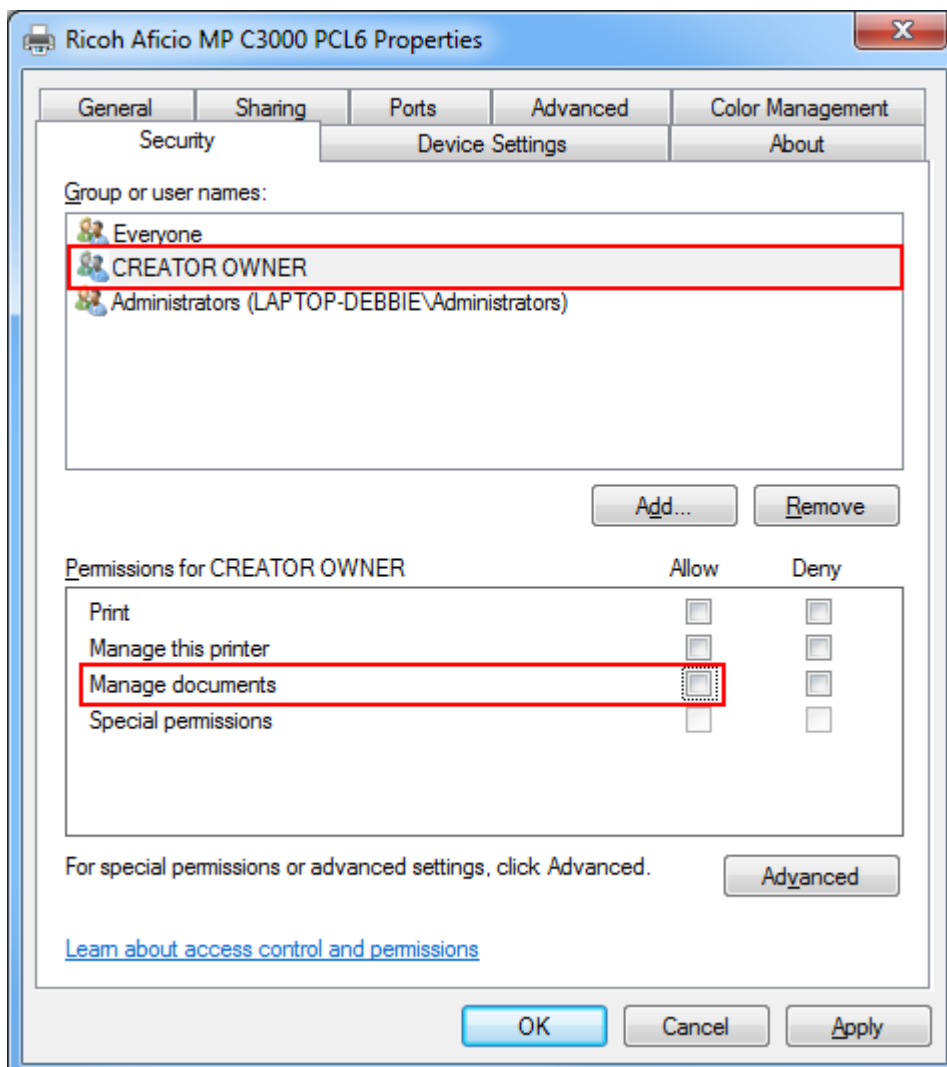 Ricoh Aficio MP C3000 PCL6 Properties
General Sharing Ports Advanced Color Management
Security Device Settings About
Group or user names:
Everyone
CREATOR OWNER
Administrators (LAPTOP-DEBBIE\Administrators)
Add... Remove
Permissions for CREATOR OWNER Allow Deny
Print
Manage this printer
Manage documents
Special permissions
For special permissions or advanced settings, click Advanced. Advanced
Learn about access control and permissions
OK Cancel Apply